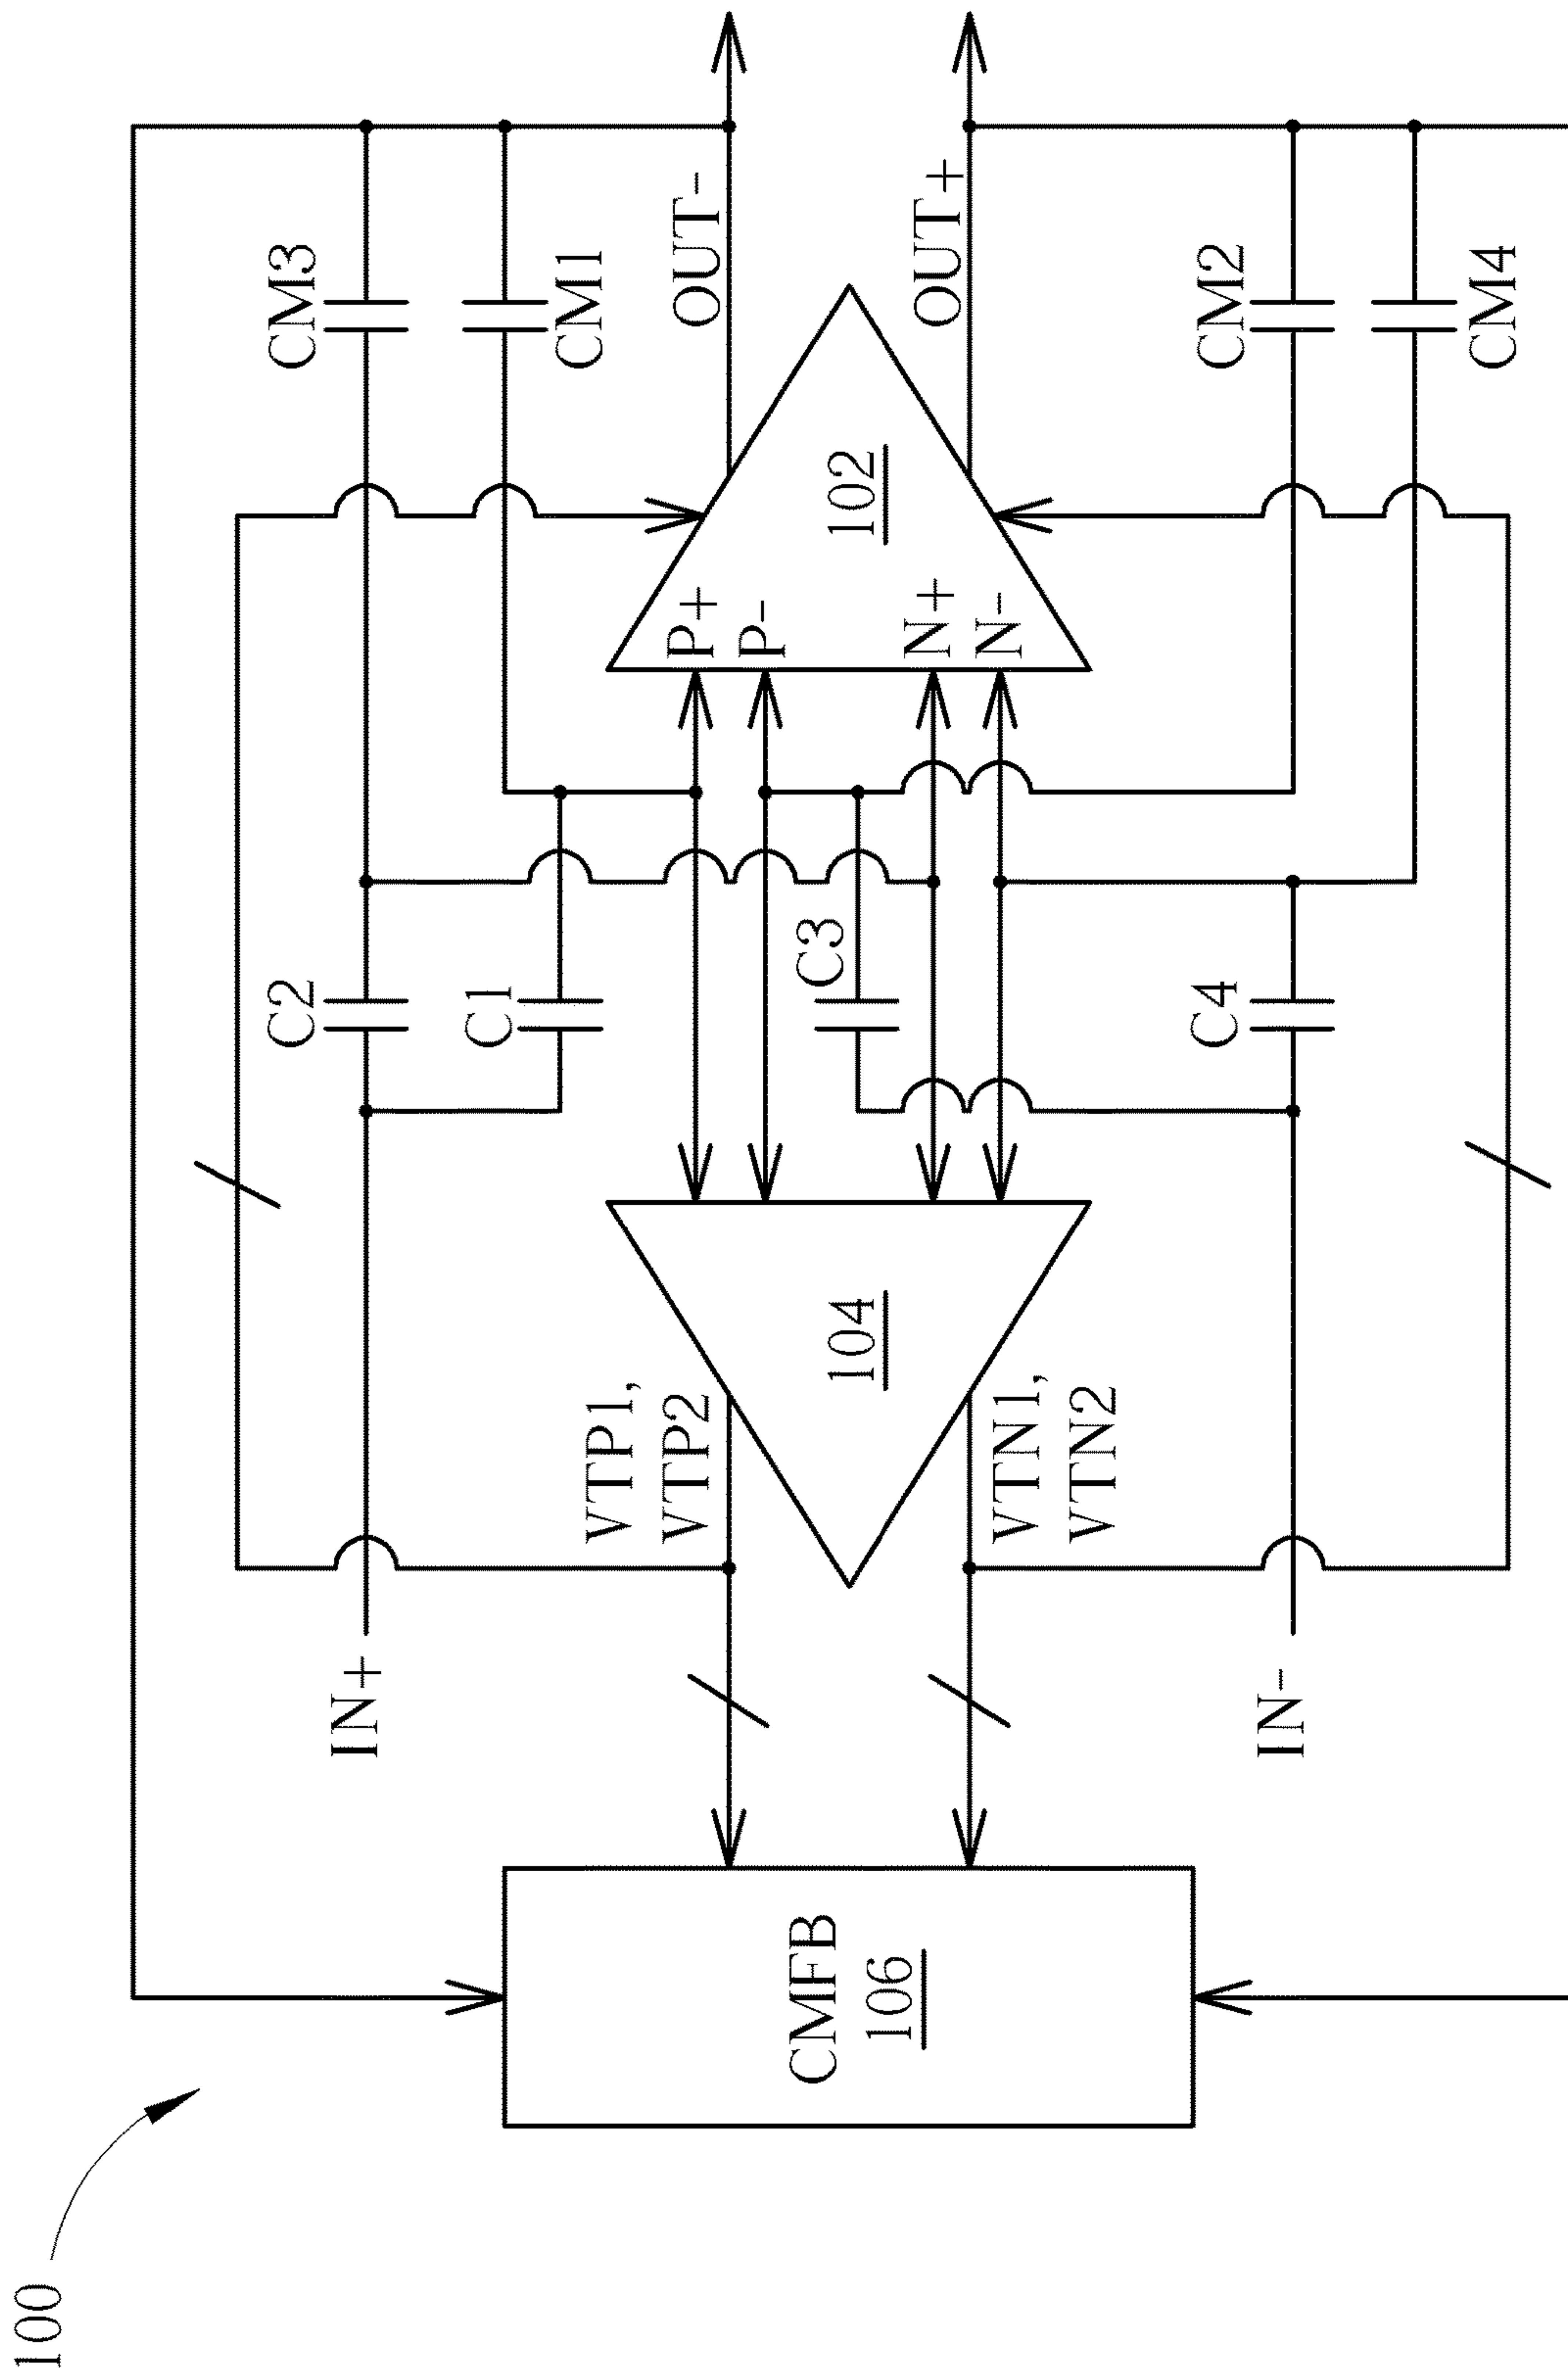 100
CMFB
106
IN+
IN-
VTP1,
VTP2
VTN1,
VTN2
104
C2
C1
C3
C4
P+
P-
N+
N-
102
CM3
CM1
OUT-
OUT+
CM2
CM4